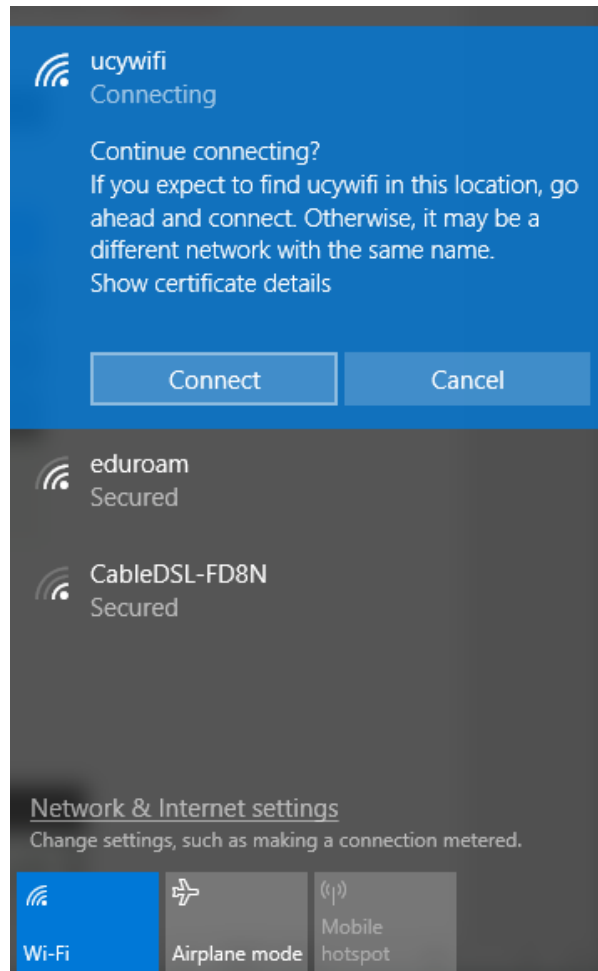 ucywifi
Connecting
Continue connecting?
If you expect to find ucywifi in this location, go
ahead and connect. Otherwise, it may be a
different network with the same name.
Show certificate details
Connect
Cancel
eduroam
Secured
CableDSL-FD8N
Secured
Network & Internet settings
Change settings, such as making a connection metered.
Wi-Fi
Airplane mode
Mobile
hotspot